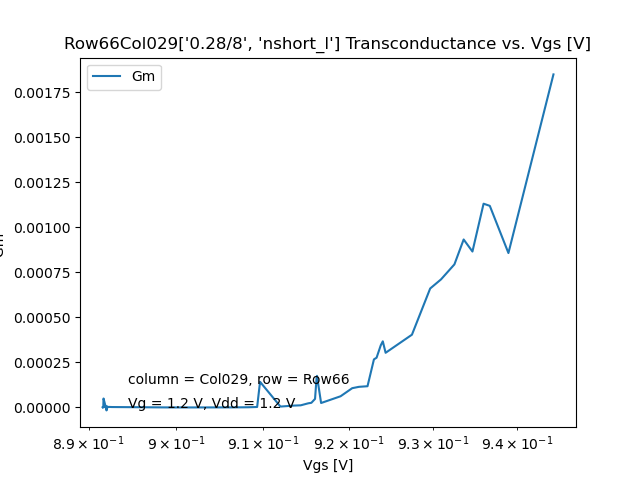 Row66Col029['0.28/8', 'nshort_l'] Transconductance vs. Vgs [V]
Gm
0.00175
0.00150
0.00125
0.00100
0.00075
0.00050
0.00025
0.00000
Gm
column = Col029, row = Row66
Vg = 1.2 V, Vdd = 1.2 V
8.9 × 10⁻¹ 9 × 10⁻¹ 9.1 × 10⁻¹ 9.2 × 10⁻¹ 9.3 × 10⁻¹ 9.4 × 10⁻¹
Vgs [V]